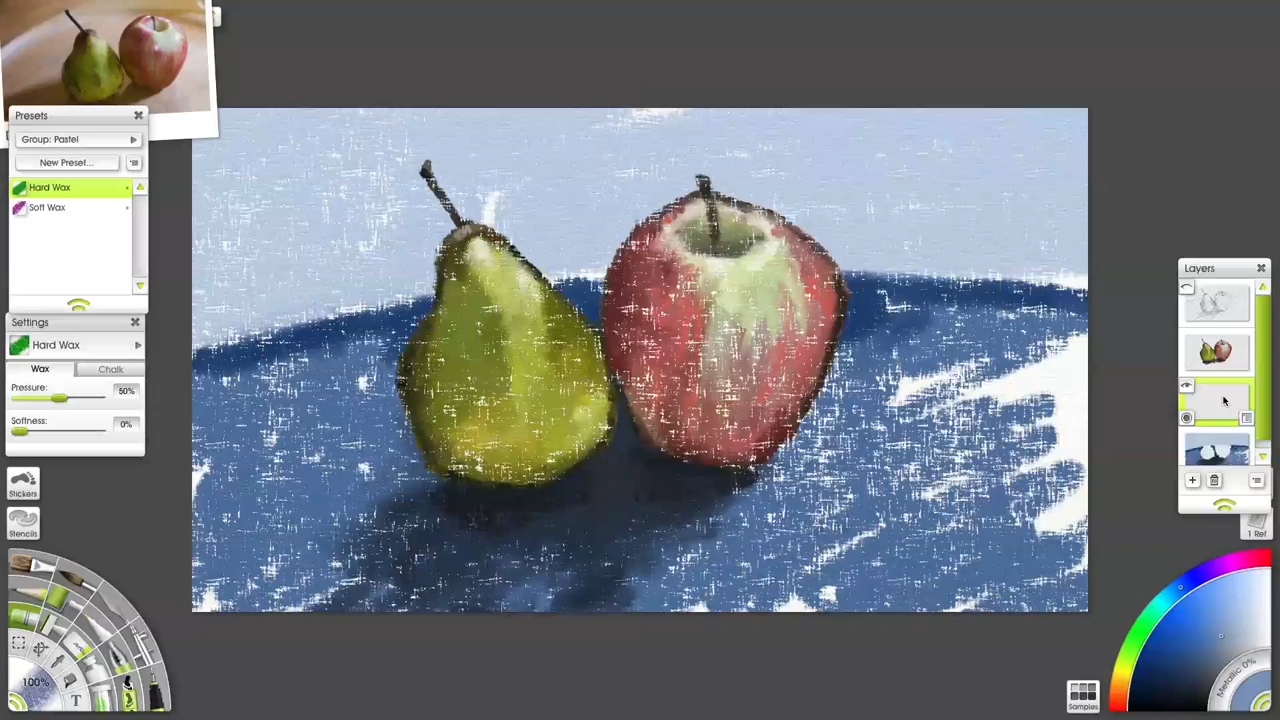 Presets
Group: Pastel
New Preset...
Hard Wax
Soft Wax
Settings
Hard Wax
Wax
Chalk
Pressure:
50%
Softness:
0%
Stickers
Stencils
100%
T
Layers
1 Ref
Metallic 0%
Samples